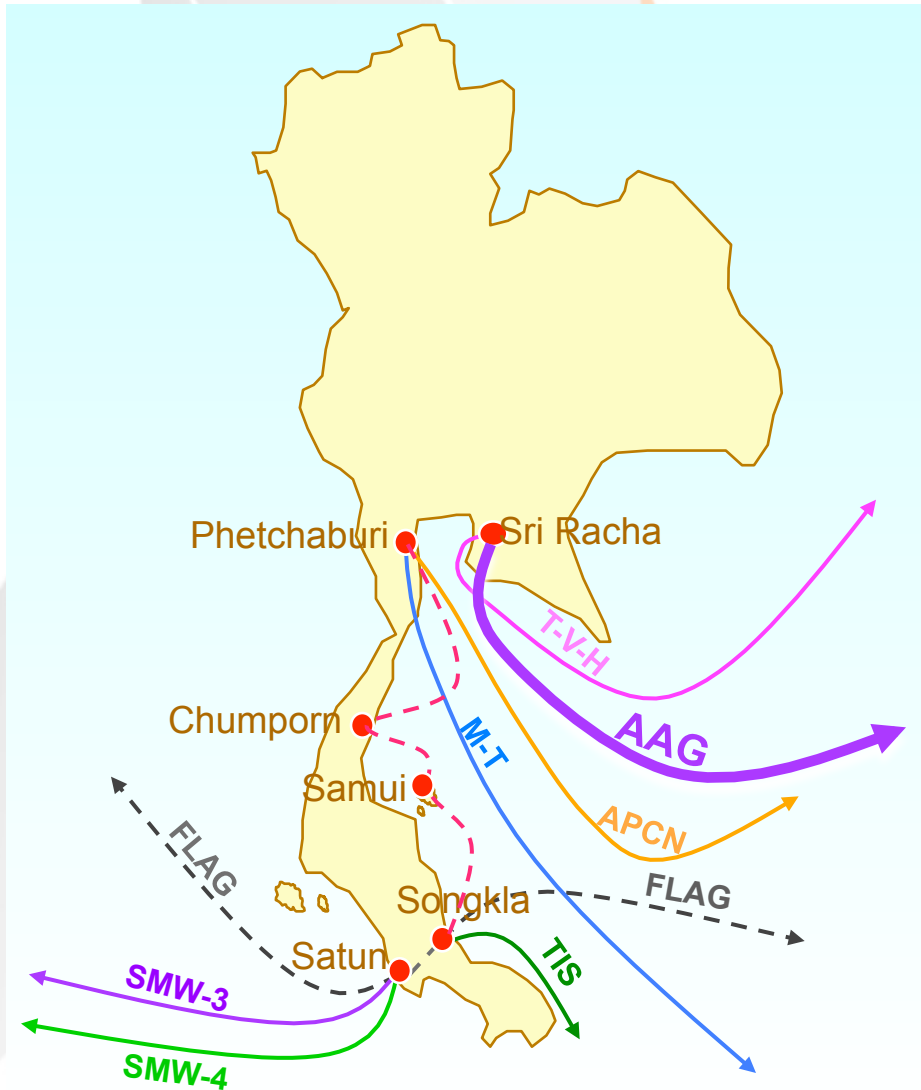 Phetchaburi
Sri Racha
T-V-H
Chumporn
M-T
AAG
Samui
APCN
FLAG
FLAG
Songkla
Satun
TIS
SMW-3
SMW-4